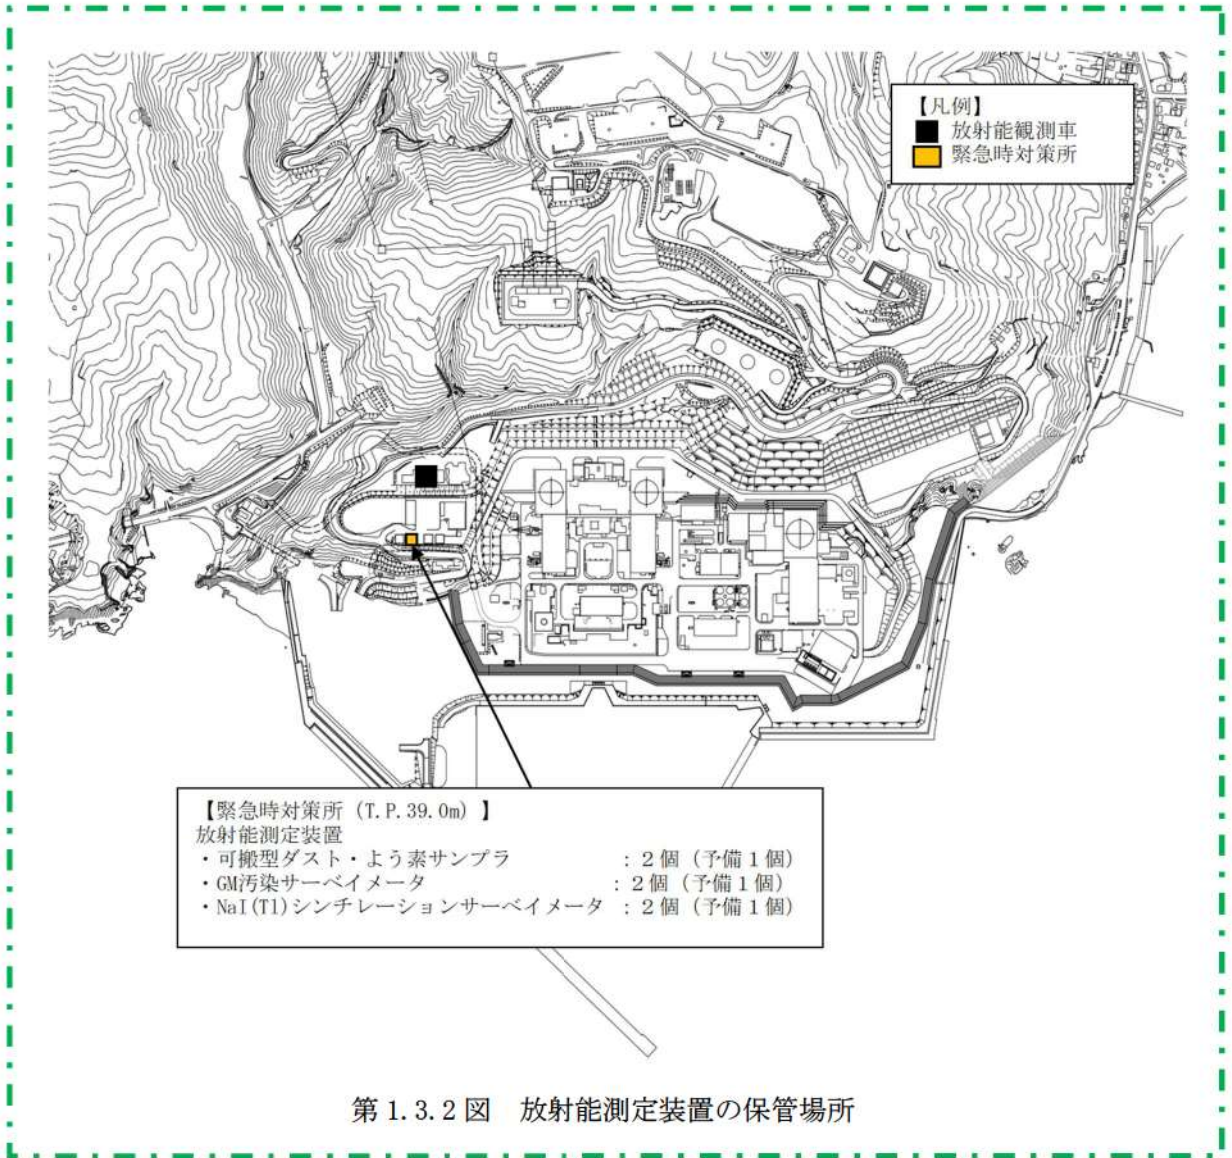 【凡例】
放射能観測車
緊急時対策所
【緊急時対策所（T.P.39.0m）】
放射能測定装置
・可搬型ダスト・よう素サンプラ ：２個（予備１個）
・GM汚染サーベイメータ ：２個（予備１個）
・NaI(Tl)シンチレーションサーベイメータ ：２個（予備１個）
第 1.3.2 図　放射能測定装置の保管場所